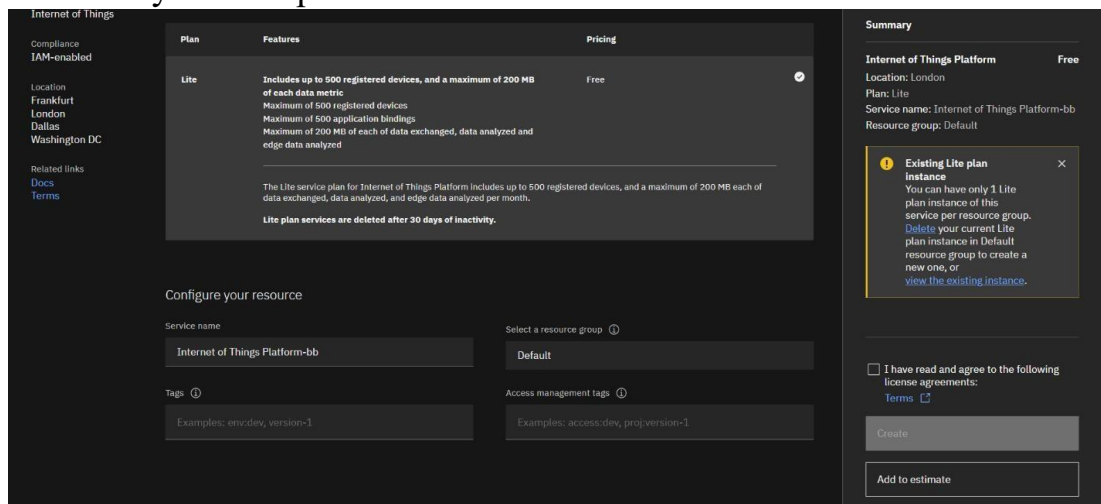 Internet of Things
Compliance
IAM-enabled
Location
Frankfurt
London
Dallas
Washington DC
Related links
Docs
Terms
Plan
Features
Pricing
Lite
Includes up to 500 registered devices, and a maximum of 200 MB
of each data metric
Maximum of 500 registered devices
Maximum of 500 application bindings
Maximum of 200 MB of each of data exchanged, data analyzed and
edge data analyzed
Free
The Lite service plan for Internet of Things Platform includes up to 500 registered devices, and a maximum of 200 MB each of
data exchanged, data analyzed, and edge data analyzed per month.
Lite plan services are deleted after 30 days of inactivity.
Configure your resource
Service name
Internet of Things Platform-bb
Select a resource group
Default
Tags
Examples: env:dev, version-1
Access management tags
Examples: access:dev, proj:version-1
Summary
Internet of Things Platform Free
Location: London
Plan: Lite
Service name: Internet of Things Platform-bb
Resource group: Default
Existing Lite plan
instance
You can have only 1 Lite
plan instance of this
service per resource group.
Delete your current Lite
plan instance in Default
resource group to create a
new one, or
view the existing instance.
I have read and agree to the following
license agreements:
Terms
Create
Add to estimate